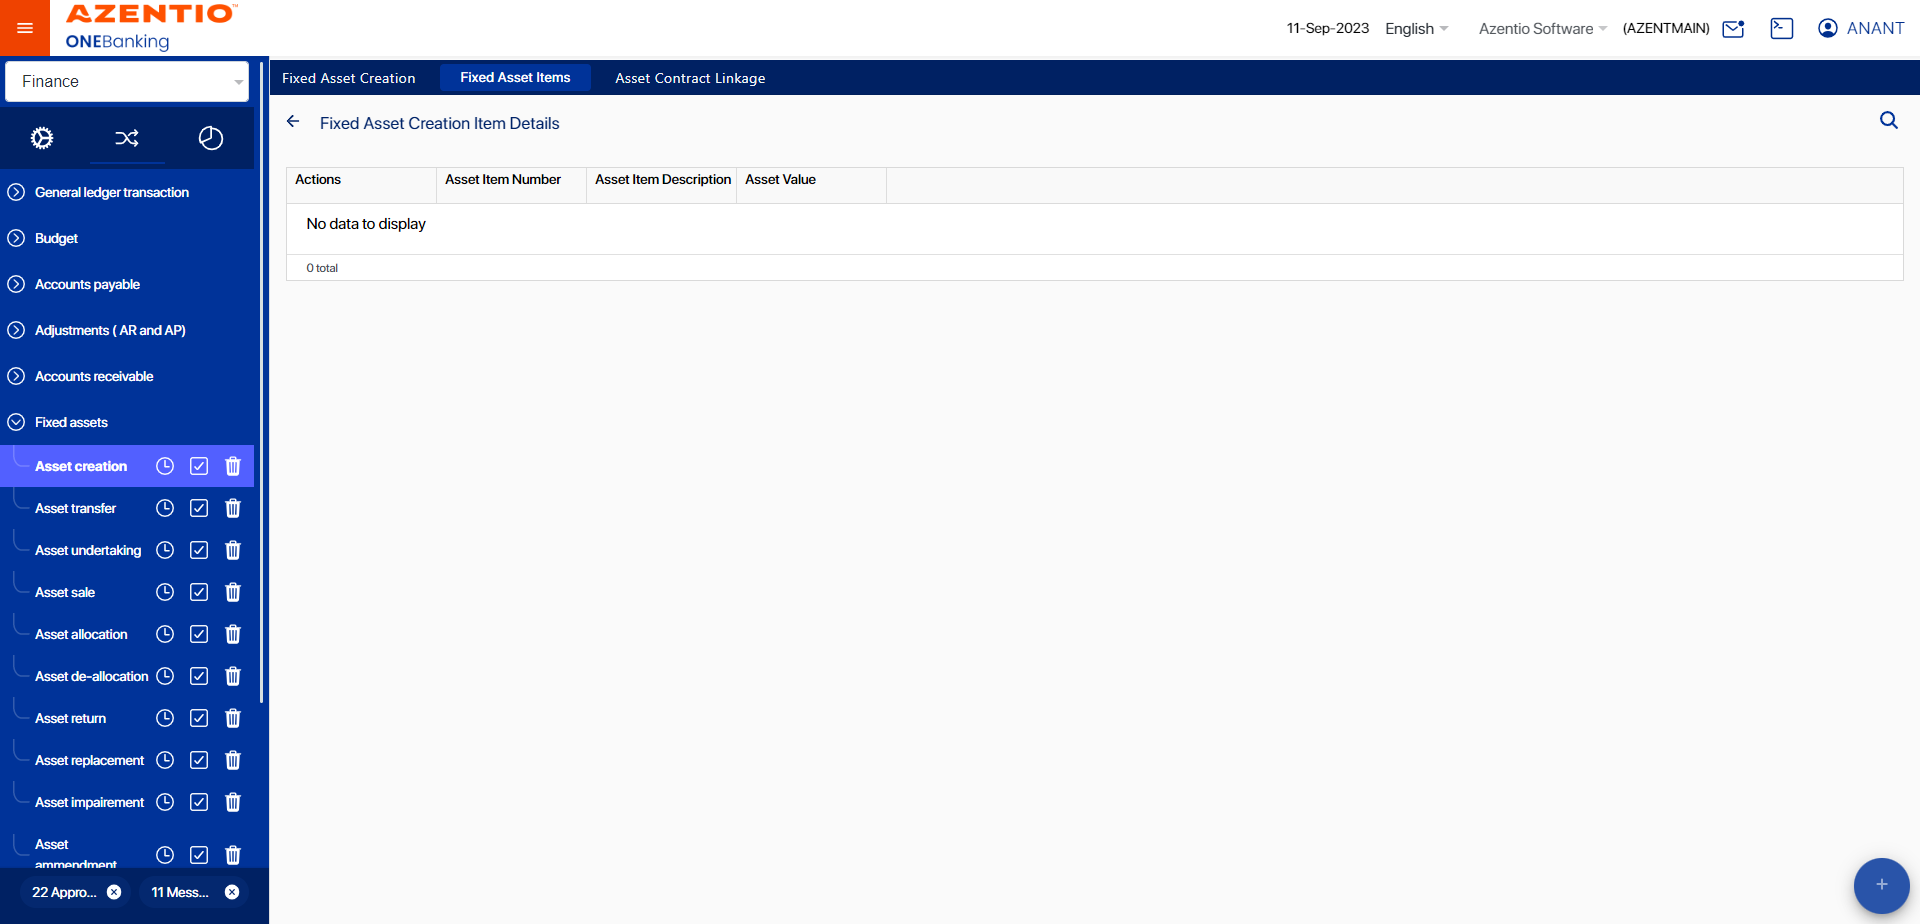 AZENTIO™
ONEBanking
11-Sep-2023 English Azentio Software (AZENTMAIN) ANANT
Finance
Fixed Asset Creation Fixed Asset Items Asset Contract Linkage
Fixed Asset Creation Item Details
Actions Asset Item Number Asset Item Description Asset Value
No data to display
0 total
General ledger transaction
Budget
Accounts payable
Adjustments ( AR and AP)
Accounts receivable
Fixed assets
Asset creation
Asset transfer
Asset undertaking
Asset sale
Asset allocation
Asset de-allocation
Asset return
Asset replacement
Asset impairement
Asset
ammendment
22 Appro... 11 Mess...